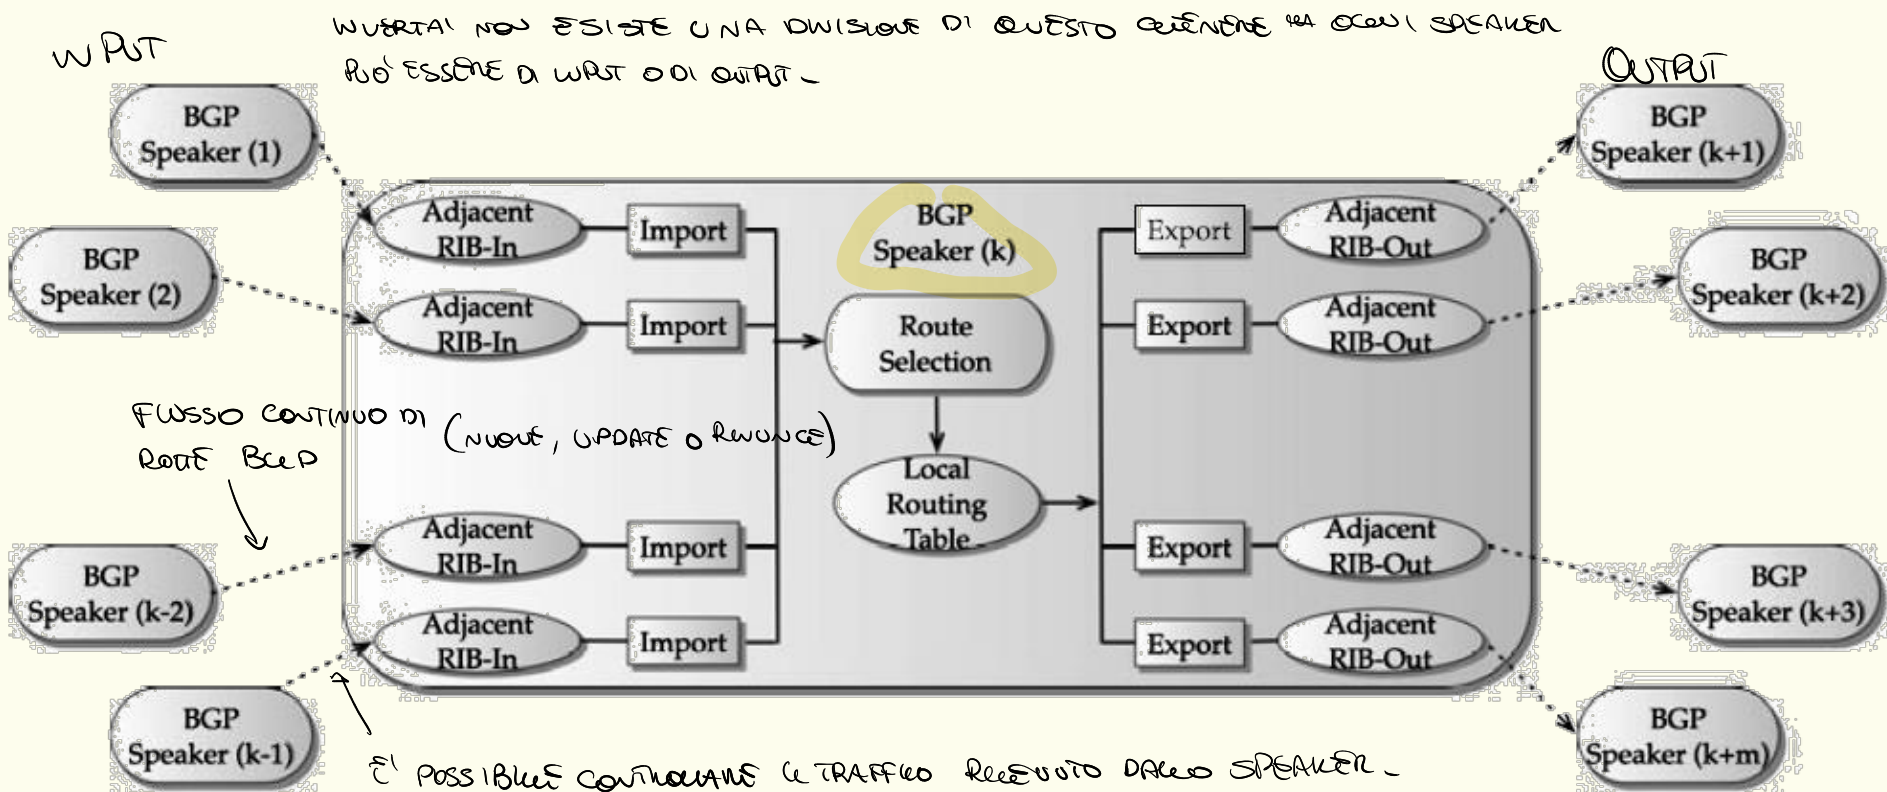 INPUT
IN REALTÀ NON ESISTE UNA DIVISIONE DI QUESTO GENERE MA OGNI SPEAKER
PUÒ ESSERE DI INPUT O DI OUTPUT -
OUTPUT
BGP
Speaker (1)
BGP
Speaker (2)
BGP
Speaker (k-2)
BGP
Speaker (k-1)
FLUSSO CONTINUO DI
ROTTE BGP
(NUOVE, UPDATE O RINUNCE)
Adjacent
RIB-In
Import
Adjacent
RIB-In
Import
Adjacent
RIB-In
Import
Adjacent
RIB-In
Import
BGP
Speaker (k)
Route
Selection
Local
Routing
Table
Export
Adjacent
RIB-Out
Export
Adjacent
RIB-Out
Export
Adjacent
RIB-Out
Export
Adjacent
RIB-Out
BGP
Speaker (k+1)
BGP
Speaker (k+2)
BGP
Speaker (k+3)
BGP
Speaker (k+m)
È POSSIBILE CONTROLLARE IL TRAFFICO RICEVUTO DALLO SPEAKER -